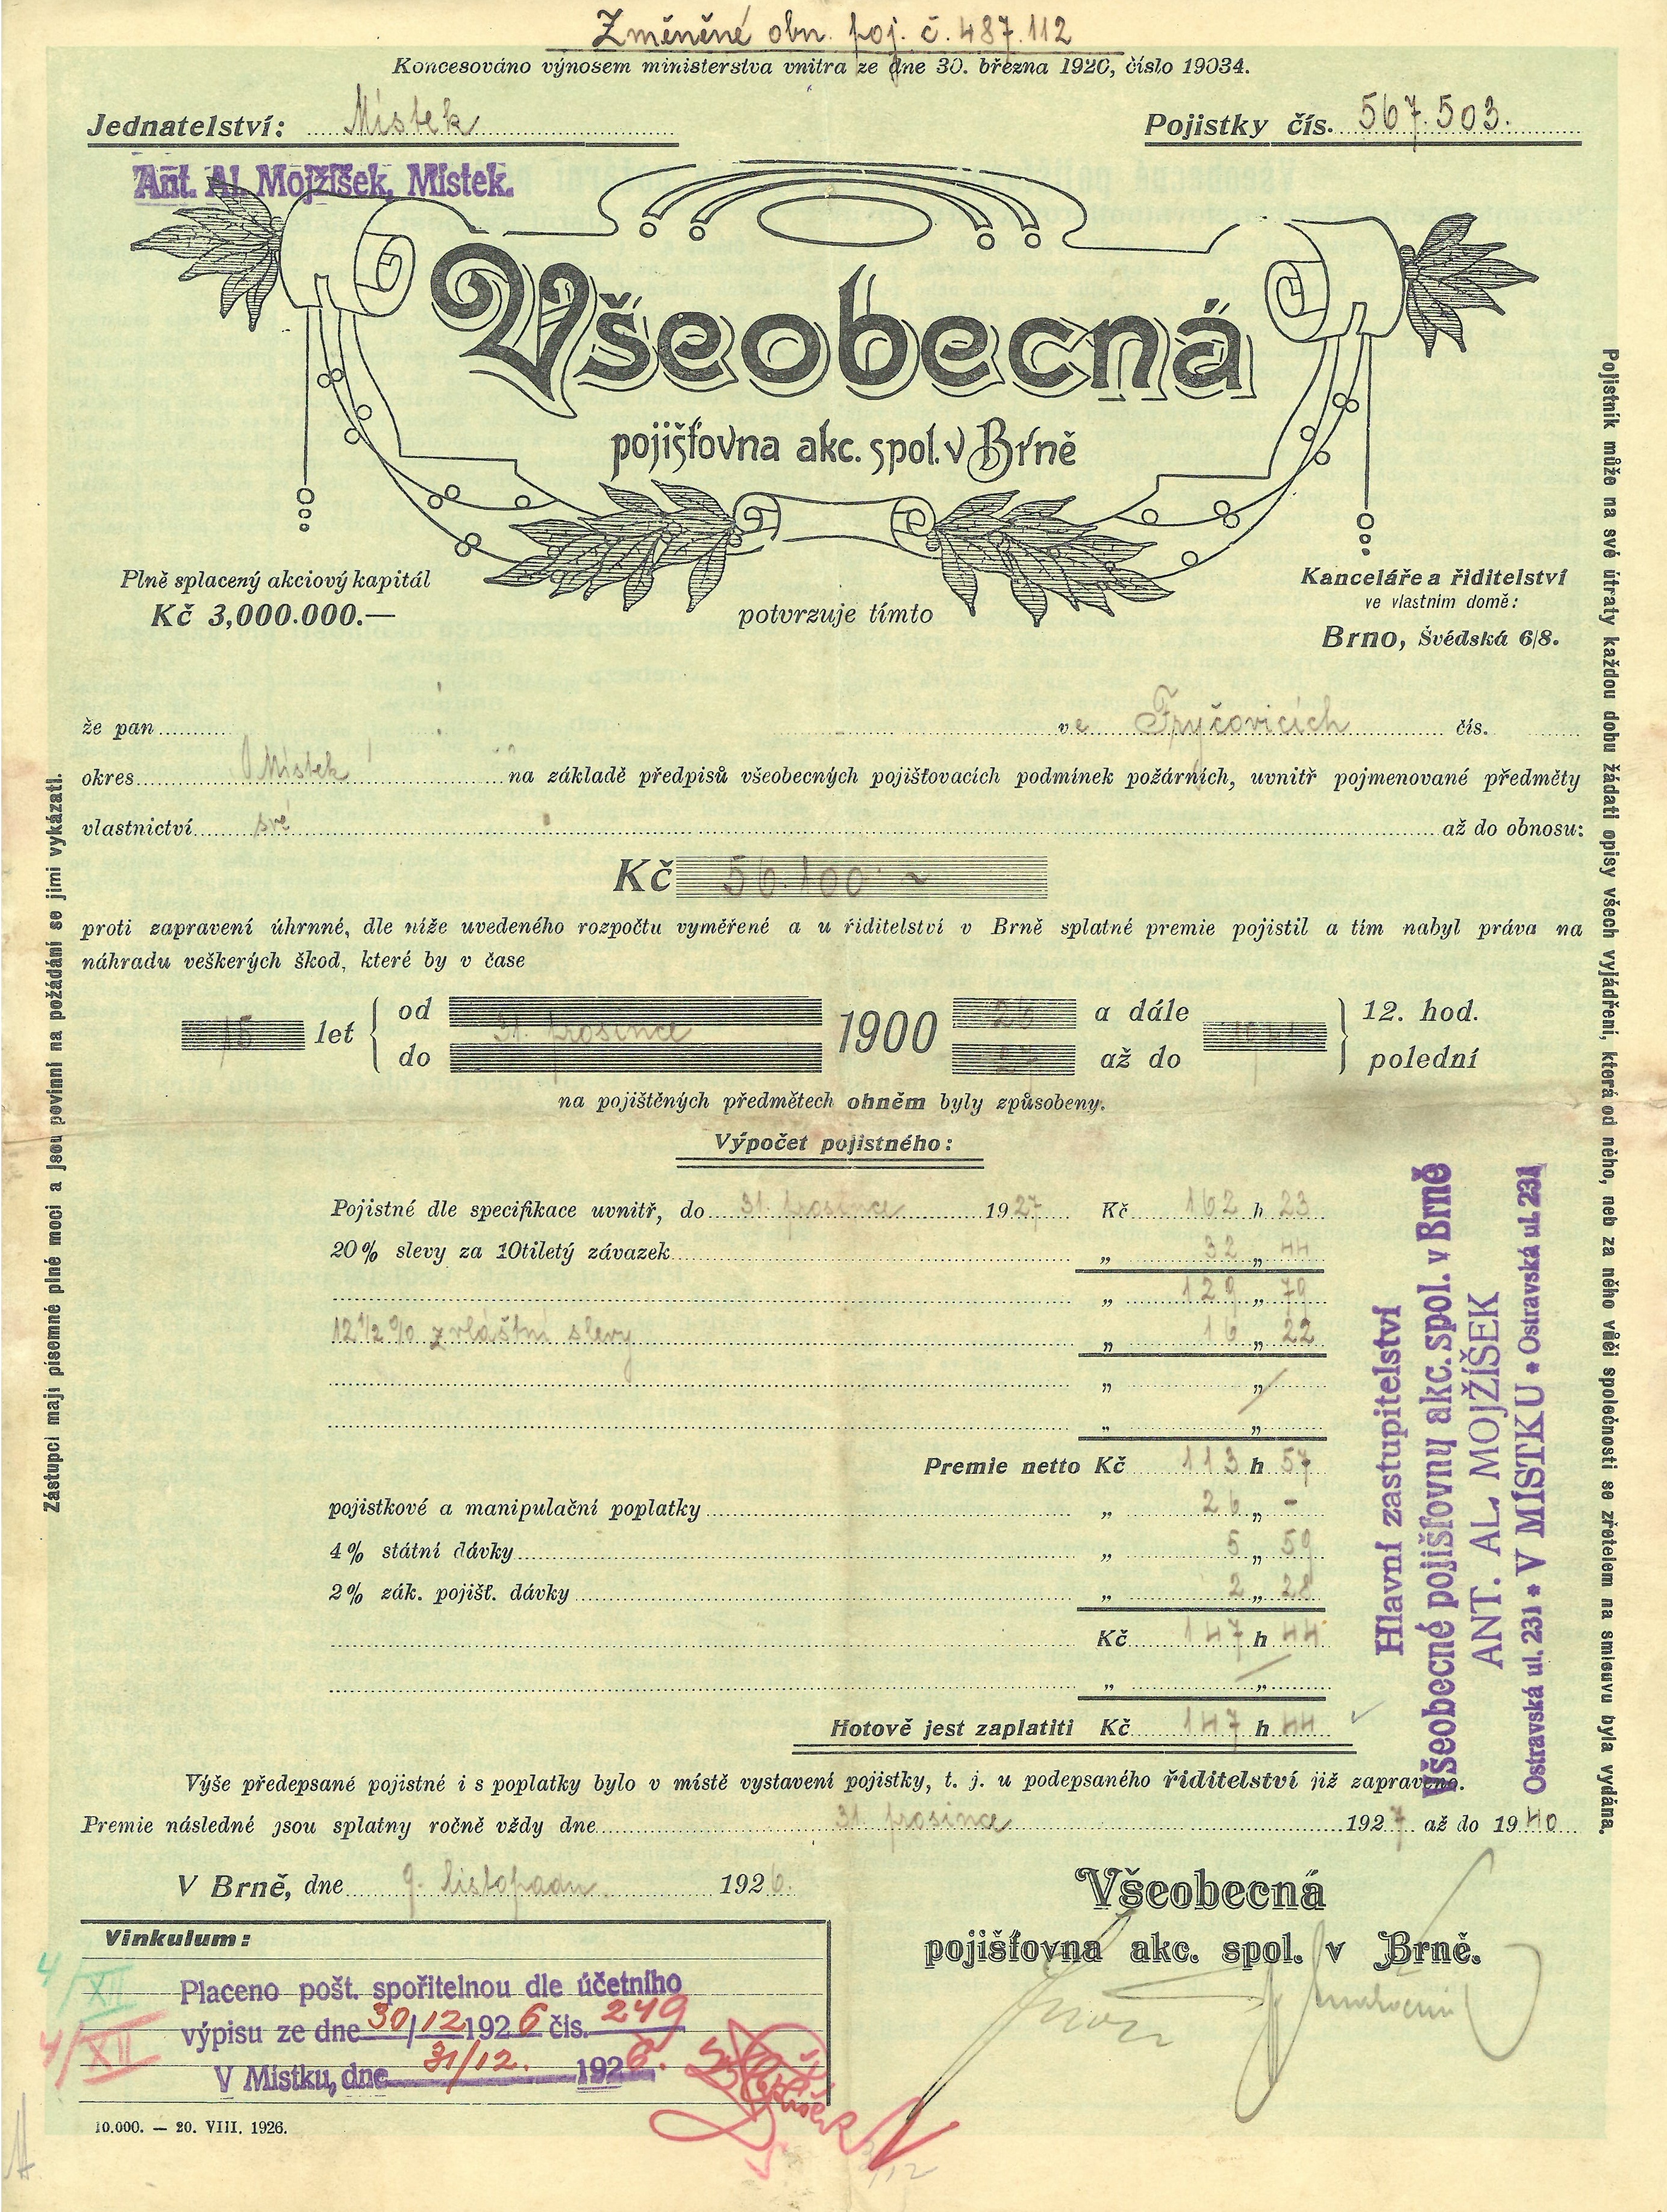 Změněné obn. poj. č. 487.112
Koncesováno výnosem ministerstva vnitra ze dne 30. března 1920, číslo 19034.
Jednatelství: Místek
Pojistky čís. 567.503.
Ant. Al. Mojžíšek, Místek.
Všeobecná
pojišťovna akc. spol. v Brně
Plně splacený akciový kapitál
Kč 3,000.000.—
potvrzuje tímto
Kanceláře a řiditelství
ve vlastním domě:
Brno, Švédská 6/8.
že pan ve Fryčovicích čís.
okres Místek na základě předpisů všeobecných pojišťovacích podmínek požárních, uvnitř pojmenované předměty
vlastnictví své až do obnosu:
Kč 56.100 ~
proti zapravení úhrnné, dle níže uvedeného rozpočtu vyměřené a u řiditelství v Brně splatné premie pojistil a tím nabyl práva na
náhradu veškerých škod, které by v čase
15 let od do 31. prosince 1900 26 a dále až do 12. hod. polední
na pojištěných předmětech ohněm byly způsobeny.
Výpočet pojistného:
Pojistné dle specifikace uvnitř, do 31. prosince 1927 Kč 162 h 23
20% slevy za 10tiletý závazek „ 32 „ 44
„ 129 „ 79
12 1/2 % zvláštní slevy „ 16 „ 22
„ „
„ „
Premie netto Kč 113 h 57
pojistkové a manipulační poplatky „ 26 „ -
4% státní dávky „ 5 „ 59
2% zák. pojišť. dávky „ 2 „ 28
Kč 147 h 44
„ „
Hotově jest zaplatiti Kč 147 h 44
Výše předepsané pojistné i s poplatky bylo v místě vystavení pojistky, t. j. u podepsaného řiditelství již zapraveno.
Premie následné jsou splatny ročně vždy dne 31. prosince 1927 až do 1940
V Brně, dne 9. listopadu 1926.
Všeobecná
pojišťovna akc. spol. v Brně.
Vinkulum:
4/XII
Placeno pošt. spořitelnou dle účetního
výpisu ze dne 30/12 1926 čís. 249
4/XII
V Místku, dne 31/12. 1926.
10.000. — 20. VIII. 1926.
Zástupci mají písemné plné moci a jsou povinni na požádání se jimi vykázati.
Hlavní zastupitelství
Všeobecné pojišťovny akc. spol. v Brně
ANT. AL. MOJŽÍŠEK
Ostravská ul. 231 * V MÍSTKU * Ostravská ul. 231
Pojistník může na své útraty každou dobu žádati opisy všech vyjádření, která od něho, neb za něho vůči společnosti se zřetelem na smlouvu byla vydána.